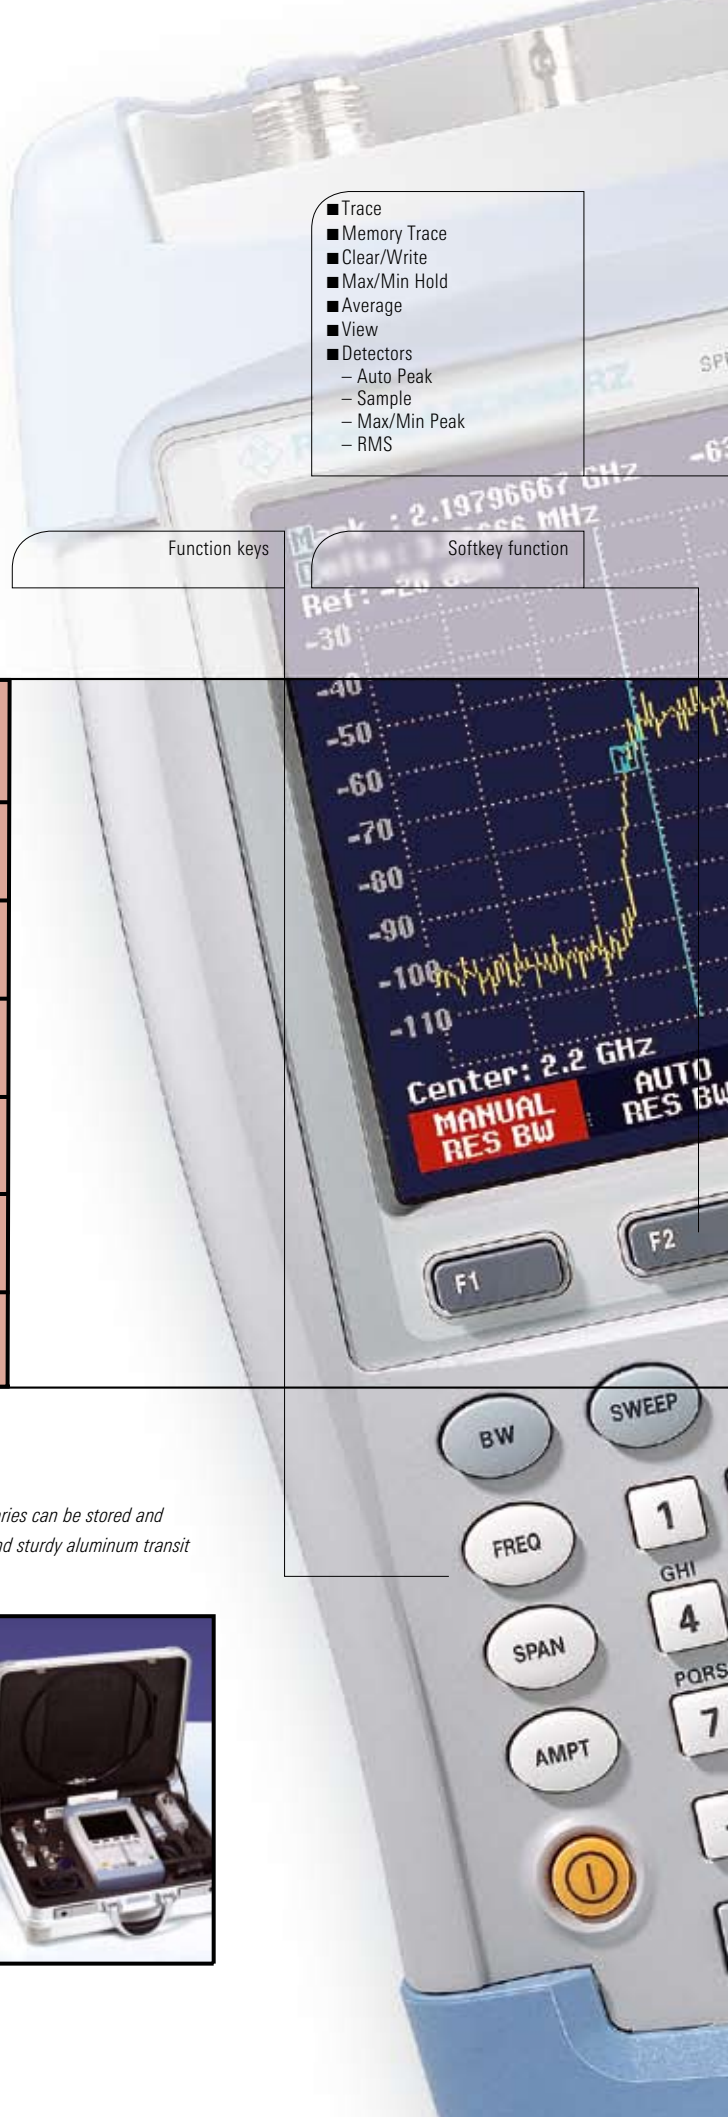 ■ Trace
■ Memory Trace
■ Clear/Write
■ Max/Min Hold
■ Average
■ View
■ Detectors
– Auto Peak
– Sample
– Max/Min Peak
– RMS
Function keys
Softkey function
: 2.19796667 GHz
MHz
Ref: -20 dBm
-30
-40
-50
-60
-70
-80
-90
-100
-110
Center: 2.2 GHz
MANUAL
RES BW
AUTO
RES BW
F1
F2
BW
SWEEP
FREQ
1
GHI
4
SPAN
PQRS
7
AMPT
ries can be stored and
nd sturdy aluminum transit